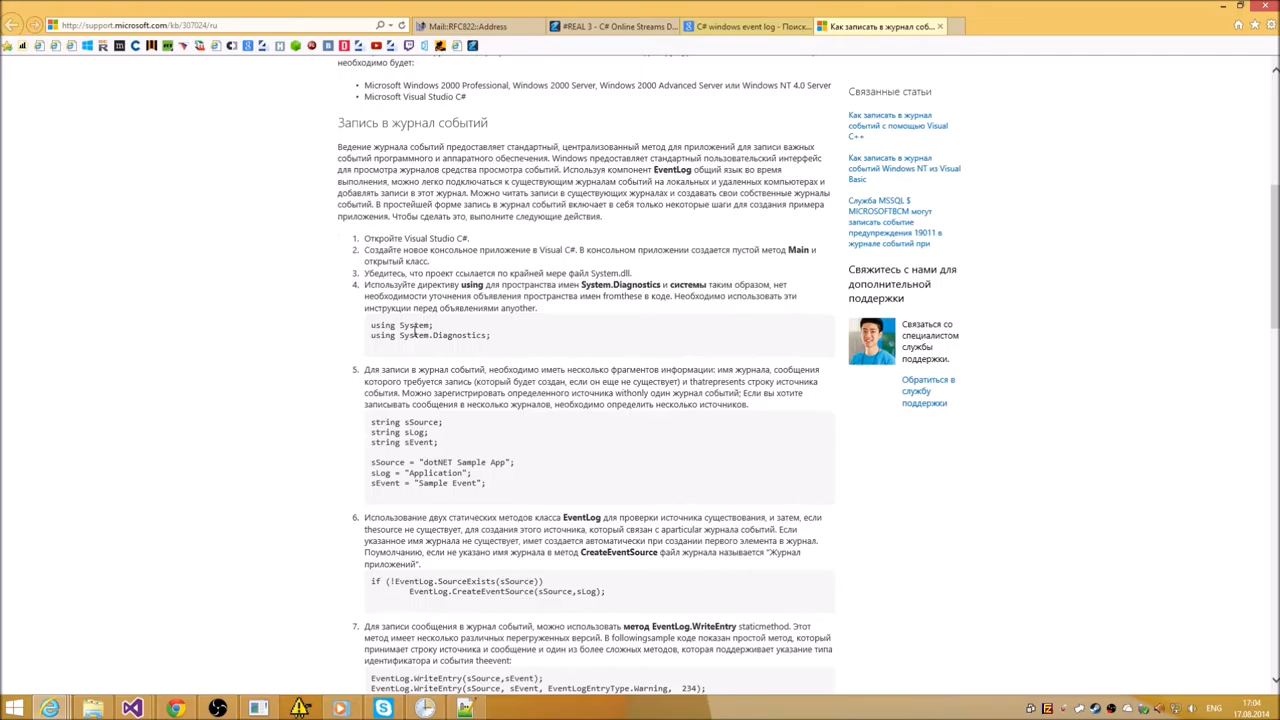 http://support.microsoft.com/kb/307024/ru
Mail::RFC822::Address
#REAL 3 - C# Online Streams D...
C# windows event log - Поиск...
Как записать в журнал соб...
необходимо будет:
• Microsoft Windows 2000 Professional, Windows 2000 Server, Windows 2000 Advanced Server или Windows NT 4.0 Server
• Microsoft Visual Studio C#
Запись в журнал событий
Ведение журнала событий предоставляет стандартный, централизованный метод для приложений для записи важных
событий программного и аппаратного обеспечения. Windows предоставляет стандартный пользовательский интерфейс
для просмотра журналов средства просмотра событий. Используя компонент EventLog общий язык во время
выполнения, можно легко подключаться к существующим журналам событий на локальных и удаленных компьютерах и
добавлять записи в этот журнал. Можно читать записи в существующих журналах и создавать свои собственные журналы
событий. В простейшей форме запись в журнал событий включает в себя только некоторые шаги для создания примера
приложения. Чтобы сделать это, выполните следующие действия.
1. Откройте Visual Studio C#.
2. Создайте новое консольное приложение в Visual C#. В консольном приложении создается пустой метод Main и
открытый класс.
3. Убедитесь, что проект ссылается по крайней мере файл System.dll.
4. Используйте директиву using для пространства имен System.Diagnostics и системы таким образом, нет
необходимости уточнения объявления пространства имен fromthese в коде. Необходимо использовать эти
инструкции перед объявлениями anyother.
using System;
using System.Diagnostics;
5. Для записи в журнал событий, необходимо иметь несколько фрагментов информации: имя журнала, сообщения
которого требуется запись (который будет создан, если он еще не существует) и thatrepresents строку источника
события. Можно зарегистрировать определенного источника withonly один журнал событий; Если вы хотите
записывать сообщения в несколько журналов, необходимо определить несколько источников.
string sSource;
string sLog;
string sEvent;
sSource = "dotNET Sample App";
sLog = "Application";
sEvent = "Sample Event";
6. Использование двух статических методов класса EventLog для проверки источника существования, и затем, если
thesource не существует, для создания этого источника, который связан с aparticular журнала событий. Если
указанное имя журнала не существует, имет создается автоматически при создании первого элемента в журнал.
Поумолчанию, если не указано имя журнала в метод CreateEventSource файл журнала называется "Журнал
приложений".
if (!EventLog.SourceExists(sSource))
EventLog.CreateEventSource(sSource,sLog);
7. Для записи сообщения в журнал событий, можно использовать метод EventLog.WriteEntry staticmethod. Этот
метод имеет несколько различных перегруженных версий. В followingsample коде показан простой метод, который
принимает строку источника и сообщение и один из более сложных методов, которая поддерживает указание типа
идентификатора и события theevent:
EventLog.WriteEntry(sSource,sEvent);
EventLog.WriteEntry(sSource, sEvent, EventLogEntryType.Warning, 234);
Связанные статьи
Как записать в журнал
событий с помощью Visual
C++
Как записать в журнал
событий Windows NT из Visual
Basic
Служба MSSQL $
MICROSOFTBCM могут
записать событие
предупреждения 19011 в
журнале событий при
Свяжитесь с нами для
дополнительной
поддержки
Связаться со
специалистом
службы
поддержки.
Обратиться в
службу
поддержки
ENG
17:04
17.08.2014